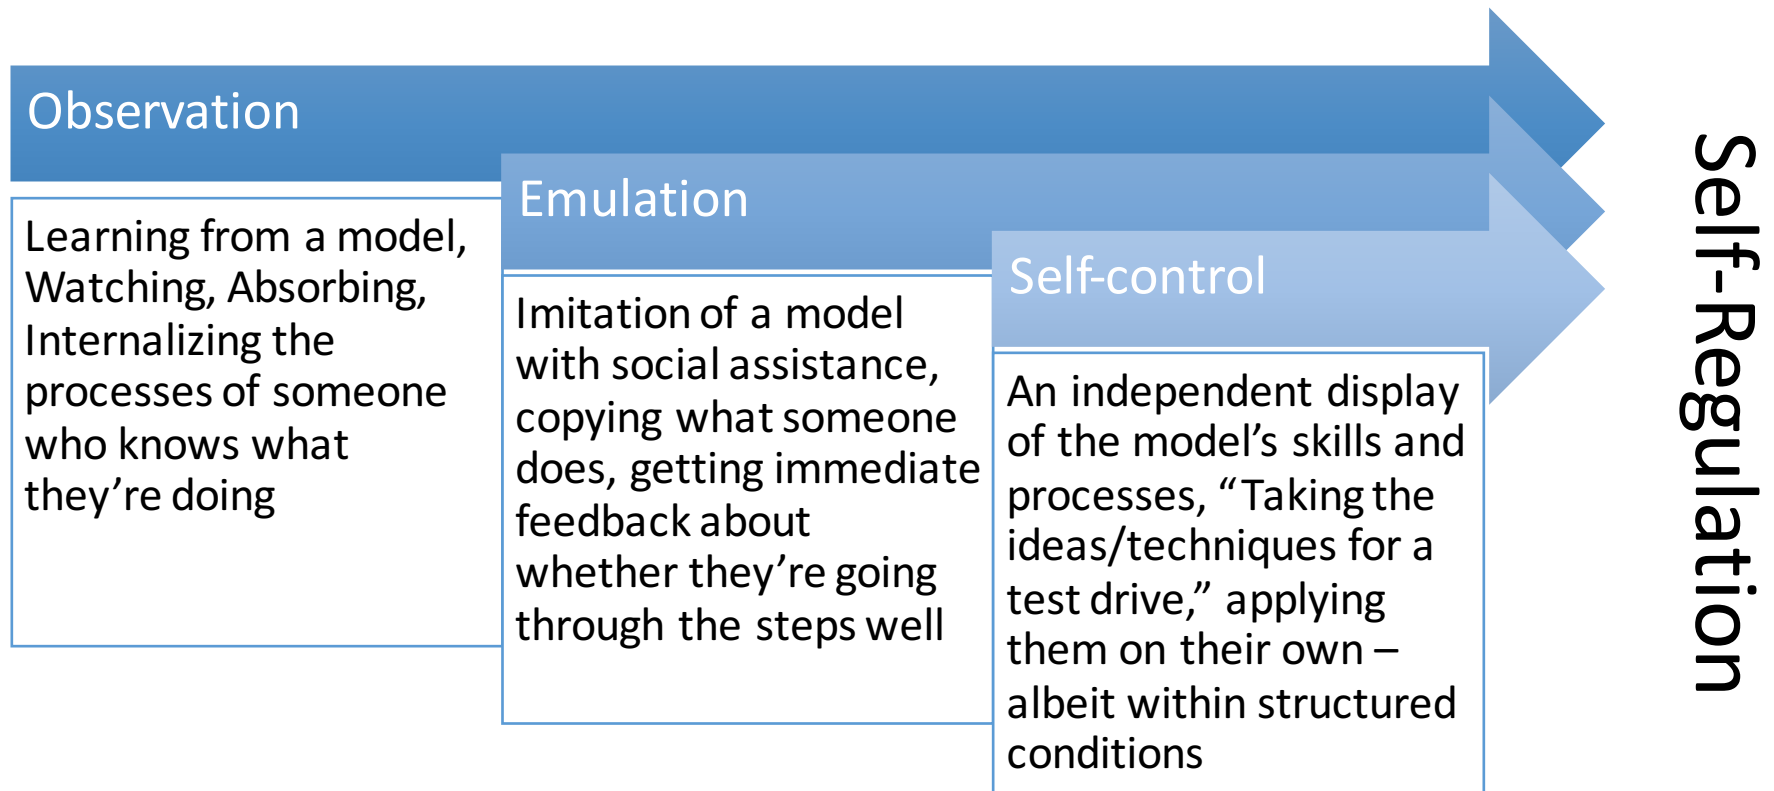 Observation
Learning from a model,
Watching, Absorbing,
Internalizing the
processes of someone
who knows what
they’re doing
Emulation
Imitation of a model
with social assistance,
copying what someone
does, getting immediate
feedback about
whether they’re going
through the steps well
Self-control
An independent display
of the model’s skills and
processes, “Taking the
ideas/techniques for a
test drive,” applying
them on their own –
albeit within structured
conditions
Self-Regulation